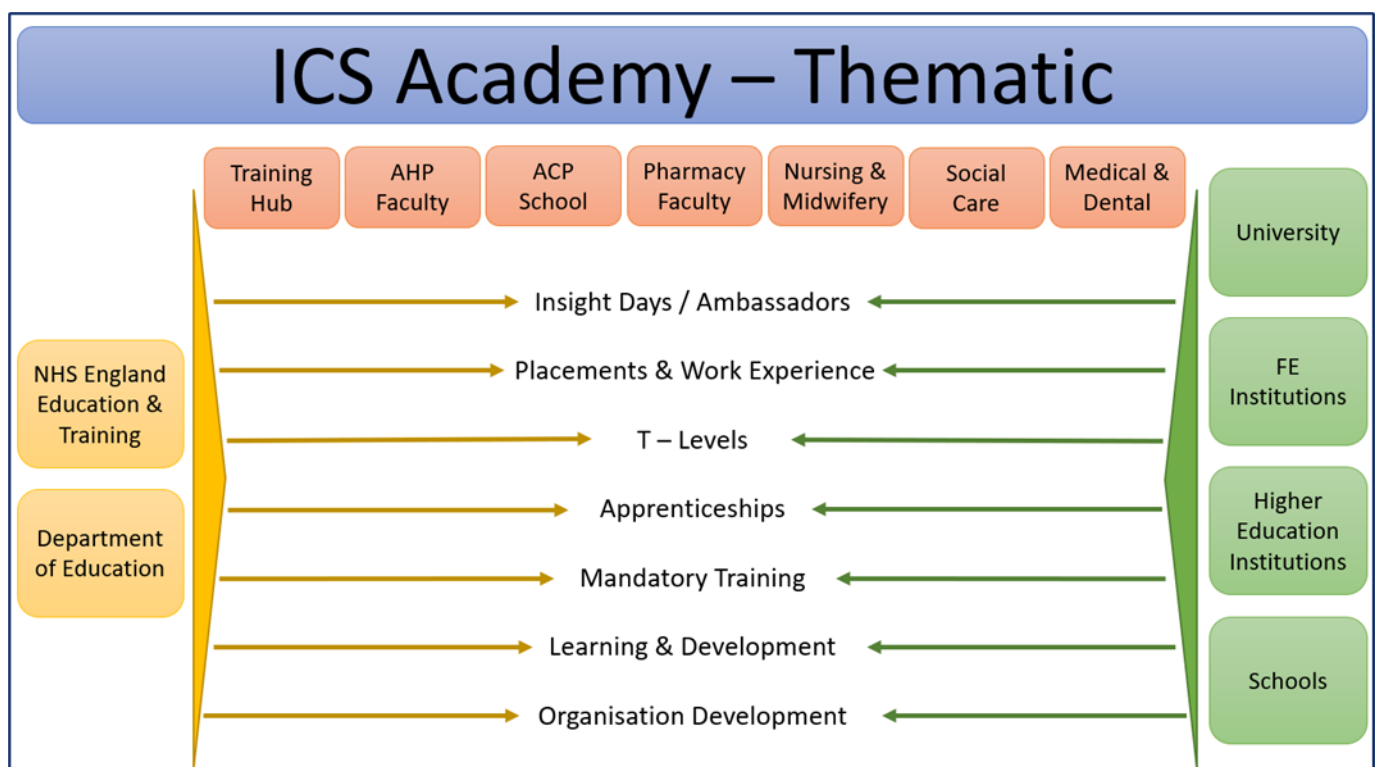 ICS Academy – Thematic
Training
Hub
AHP
Faculty
ACP
School
Pharmacy
Faculty
Nursing &
Midwifery
Social
Care
Medical &
Dental
NHS England
Education &
Training
Department
of Education
Insight Days / Ambassadors
Placements & Work Experience
T – Levels
Apprenticeships
Mandatory Training
Learning & Development
Organisation Development
University
FE
Institutions
Higher
Education
Institutions
Schools